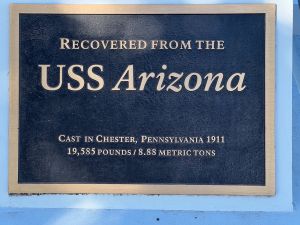 Recovered from the
USS Arizona
Cast in Chester, Pennsylvania 1911
19,585 pounds / 8.88 metric tons